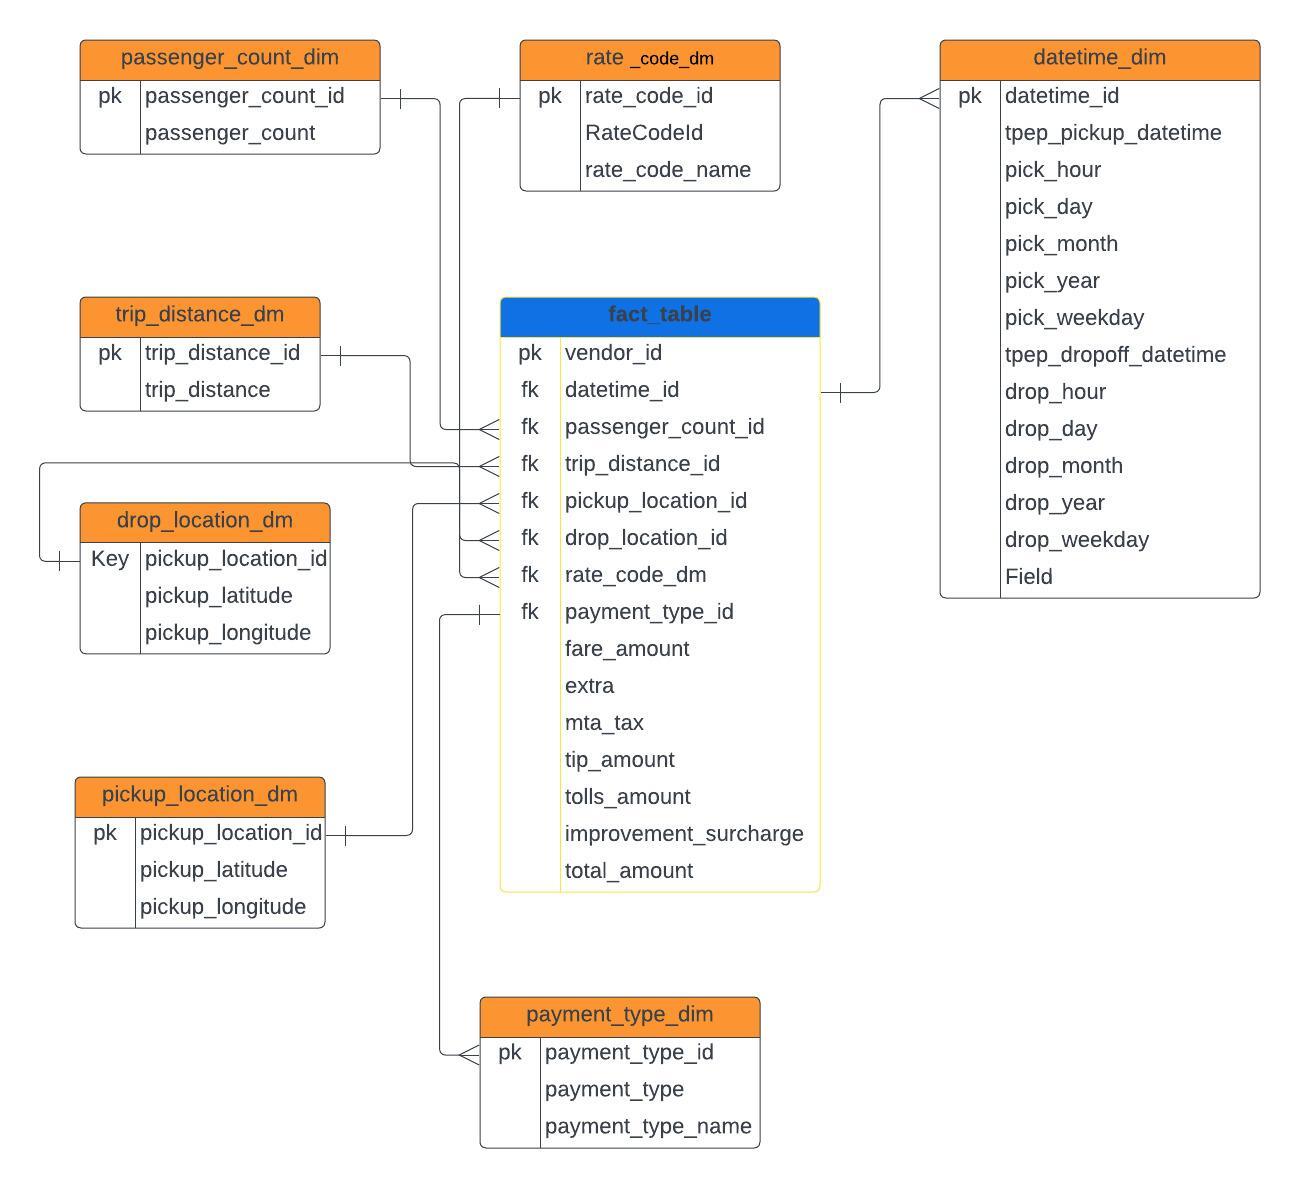 passenger_count_dim
pk passenger_count_id
passenger_count
rate _code_dm
pk rate_code_id
RateCodeId
rate_code_name
datetime_dim
pk datetime_id
tpep_pickup_datetime
pick_hour
pick_day
pick_month
pick_year
pick_weekday
tpep_dropoff_datetime
drop_hour
drop_day
drop_month
drop_year
drop_weekday
Field
trip_distance_dm
pk trip_distance_id
trip_distance
fact_table
pk vendor_id
fk datetime_id
fk passenger_count_id
fk trip_distance_id
fk pickup_location_id
fk drop_location_id
fk rate_code_dm
fk payment_type_id
fare_amount
extra
mta_tax
tip_amount
tolls_amount
improvement_surcharge
total_amount
drop_location_dm
Key pickup_location_id
pickup_latitude
pickup_longitude
pickup_location_dm
pk pickup_location_id
pickup_latitude
pickup_longitude
payment_type_dim
pk payment_type_id
payment_type
payment_type_name